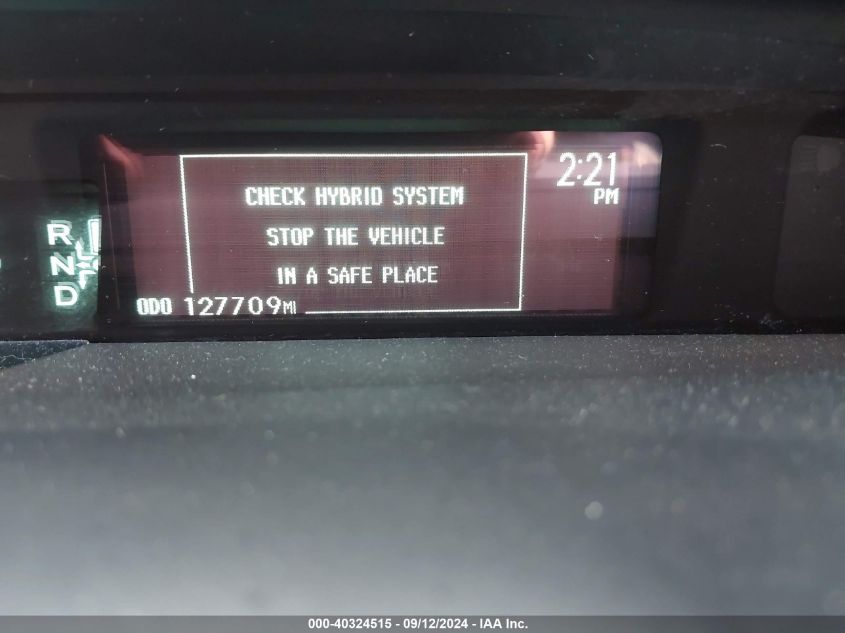 CHECK HYBRID SYSTEM
STOP THE VEHICLE
IN A SAFE PLACE
2:21
PM
R
N
D
ODO 127709MI
000-40324515 - 09/12/2024 - IAA Inc.